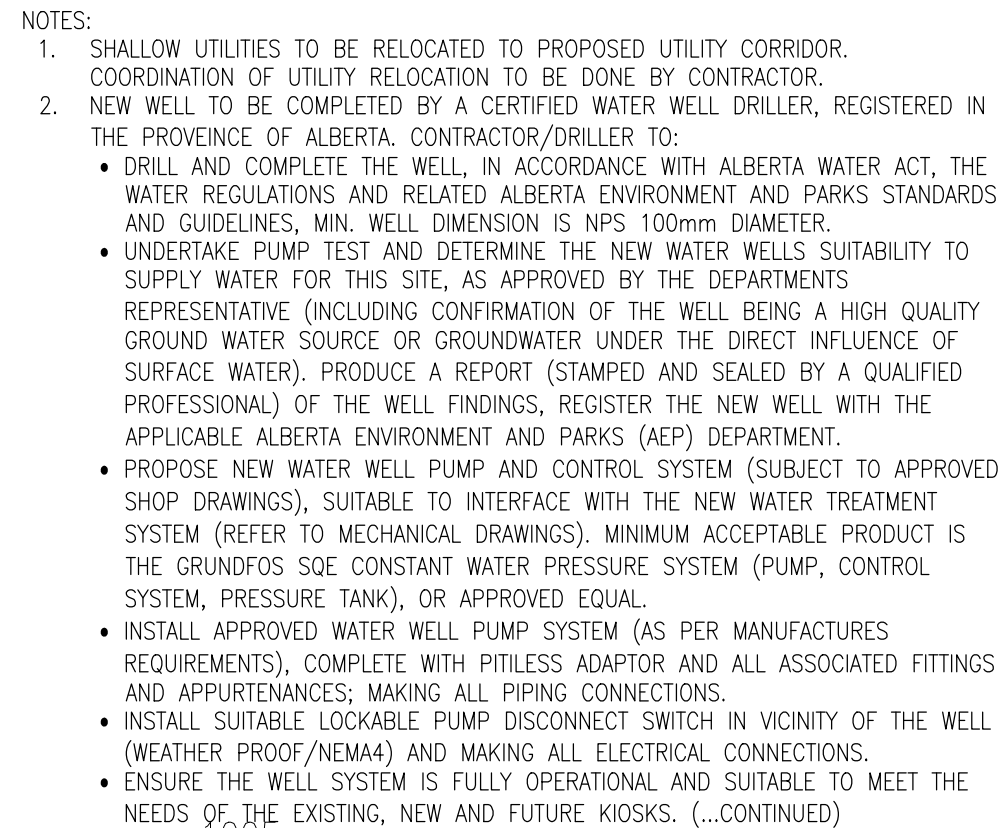 NOTES:
1. SHALLOW UTILITIES TO BE RELOCATED TO PROPOSED UTILITY CORRIDOR.
COORDINATION OF UTILITY RELOCATION TO BE DONE BY CONTRACTOR.
2. NEW WELL TO BE COMPLETED BY A CERTIFIED WATER WELL DRILLER, REGISTERED IN
THE PROVEINCE OF ALBERTA. CONTRACTOR/DRILLER TO:
• DRILL AND COMPLETE THE WELL, IN ACCORDANCE WITH ALBERTA WATER ACT, THE
WATER REGULATIONS AND RELATED ALBERTA ENVIRONMENT AND PARKS STANDARDS
AND GUIDELINES, MIN. WELL DIMENSION IS NPS 100mm DIAMETER.
• UNDERTAKE PUMP TEST AND DETERMINE THE NEW WATER WELLS SUITABILITY TO
SUPPLY WATER FOR THIS SITE, AS APPROVED BY THE DEPARTMENTS
REPRESENTATIVE (INCLUDING CONFIRMATION OF THE WELL BEING A HIGH QUALITY
GROUND WATER SOURCE OR GROUNDWATER UNDER THE DIRECT INFLUENCE OF
SURFACE WATER). PRODUCE A REPORT (STAMPED AND SEALED BY A QUALIFIED
PROFESSIONAL) OF THE WELL FINDINGS, REGISTER THE NEW WELL WITH THE
APPLICABLE ALBERTA ENVIRONMENT AND PARKS (AEP) DEPARTMENT.
• PROPOSE NEW WATER WELL PUMP AND CONTROL SYSTEM (SUBJECT TO APPROVED
SHOP DRAWINGS), SUITABLE TO INTERFACE WITH THE NEW WATER TREATMENT
SYSTEM (REFER TO MECHANICAL DRAWINGS). MINIMUM ACCEPTABLE PRODUCT IS
THE GRUNDFOS SQE CONSTANT WATER PRESSURE SYSTEM (PUMP, CONTROL
SYSTEM, PRESSURE TANK), OR APPROVED EQUAL.
• INSTALL APPROVED WATER WELL PUMP SYSTEM (AS PER MANUFACTURES
REQUIREMENTS), COMPLETE WITH PITILESS ADAPTOR AND ALL ASSOCIATED FITTINGS
AND APPURTENANCES; MAKING ALL PIPING CONNECTIONS.
• INSTALL SUITABLE LOCKABLE PUMP DISCONNECT SWITCH IN VICINITY OF THE WELL
(WEATHER PROOF/NEMA4) AND MAKING ALL ELECTRICAL CONNECTIONS.
• ENSURE THE WELL SYSTEM IS FULLY OPERATIONAL AND SUITABLE TO MEET THE
NEEDS OF THE EXISTING, NEW AND FUTURE KIOSKS. (...CONTINUED)